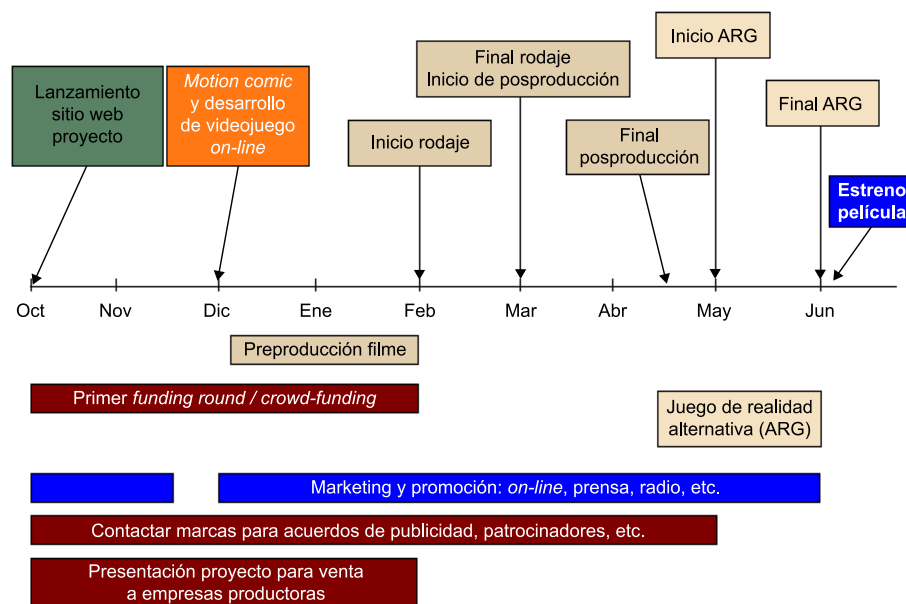 Lanzamiento
sitio web
proyecto
Motion comic
y desarrollo
de videojuego
on-line
Inicio rodaje
Final rodaje
Inicio de posproducción
Final
posproducción
Inicio ARG
Final ARG
Estreno
película
Oct Nov Dic Ene Feb Mar Abr May Jun
Preproducción filme
Primer funding round / crowd-funding
Juego de realidad
alternativa (ARG)
Marketing y promoción: on-line, prensa, radio, etc.
Contactar marcas para acuerdos de publicidad, patrocinadores, etc.
Presentación proyecto para venta
a empresas productoras